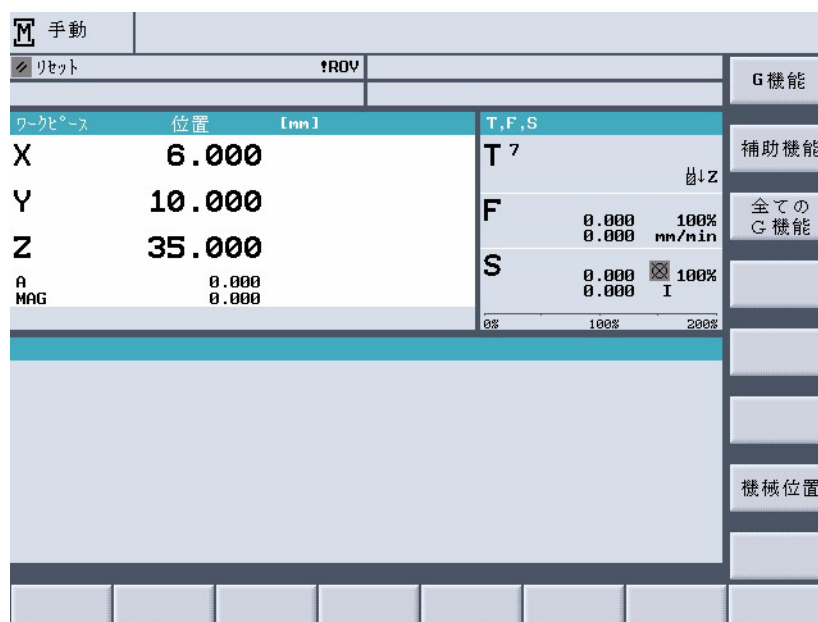 M 手動
リセット !ROV
G機能
ワークピース 位置 [mm] T,F,S
X 6.000 T 7
補助機能
↓Z
Y 10.000 F 0.000 100%
0.000 mm/min
全ての
G機能
Z 35.000 S 0.000 100%
0.000 I
A 0.000
MAG 0.000
0% 100% 200%
機械位置